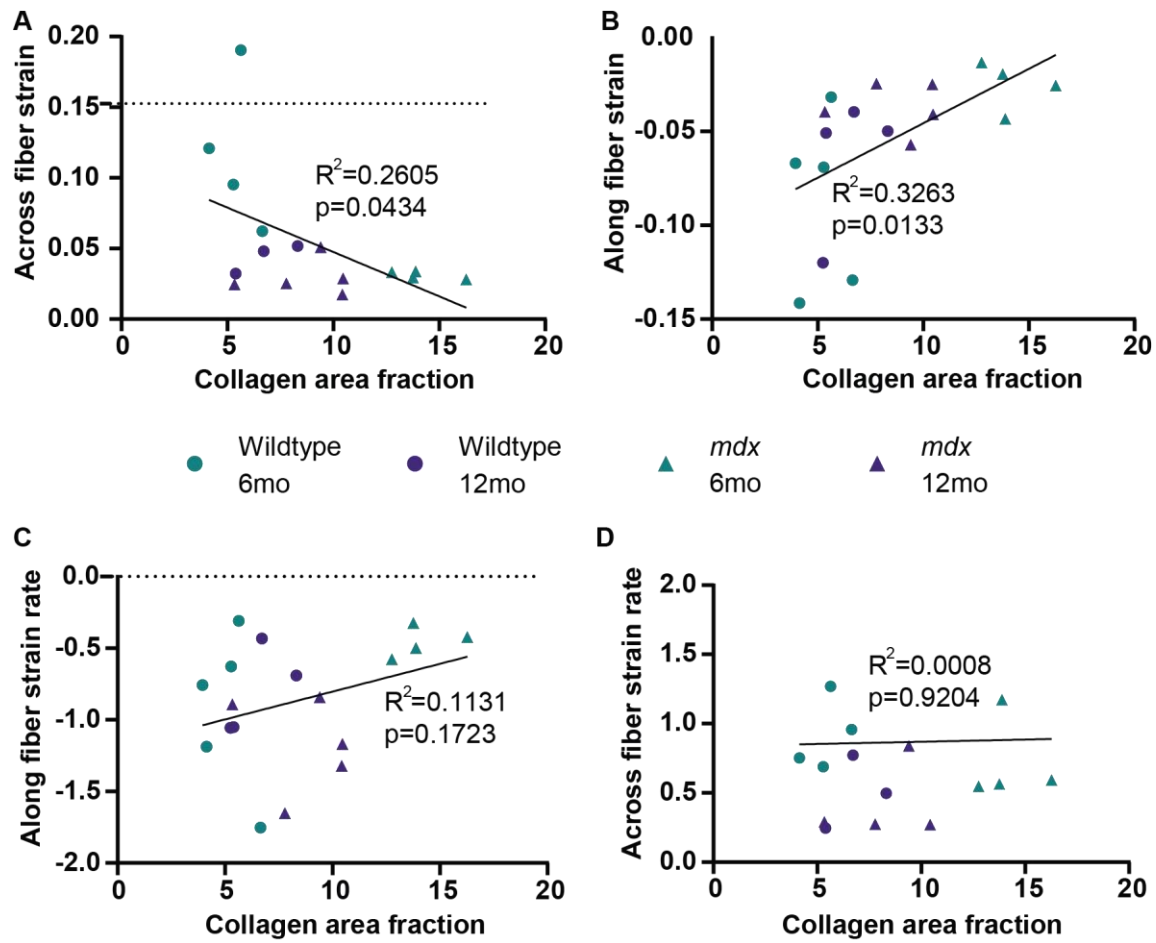 A
Across fiber strain
0.20
0.15
0.10
0.05
0.00
R²=0.2605
p=0.0434
0 5 10 15 20
Collagen area fraction
B
Along fiber strain
0.00
-0.05
-0.10
-0.15
R²=0.3263
p=0.0133
0 5 10 15 20
Collagen area fraction
Wildtype
6mo
Wildtype
12mo
mdx
6mo
mdx
12mo
C
Along fiber strain rate
0.0
-0.5
-1.0
-1.5
-2.0
R²=0.1131
p=0.1723
0 5 10 15 20
Collagen area fraction
D
Across fiber strain rate
2.0
1.5
1.0
0.5
0.0
R²=0.0008
p=0.9204
0 5 10 15 20
Collagen area fraction